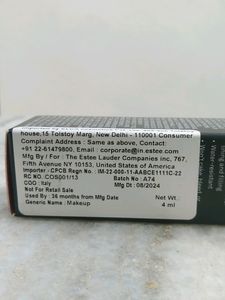 house,15 Tolstoy Marg, New Delhi - 110001 Consumer
Complaint Address : Same as above, Contact
+91 22-61479800, Email : corporate@in.estee.com
Mfg By / For : The Estee Lauder Companies inc, 767,
Fifth Avenue NY 10153, United States of America
Importer - CPCB Regn No : IM-22-000-11-AABCE1111C-22
RC NO. COS001/13 Batch No : A74
COO : Italy Mfg Dt : 08/2024
Not For Retail Sale
Used By : 36 months from Mfg Date Net Wt.
Generic Name : Makeup 4 ml